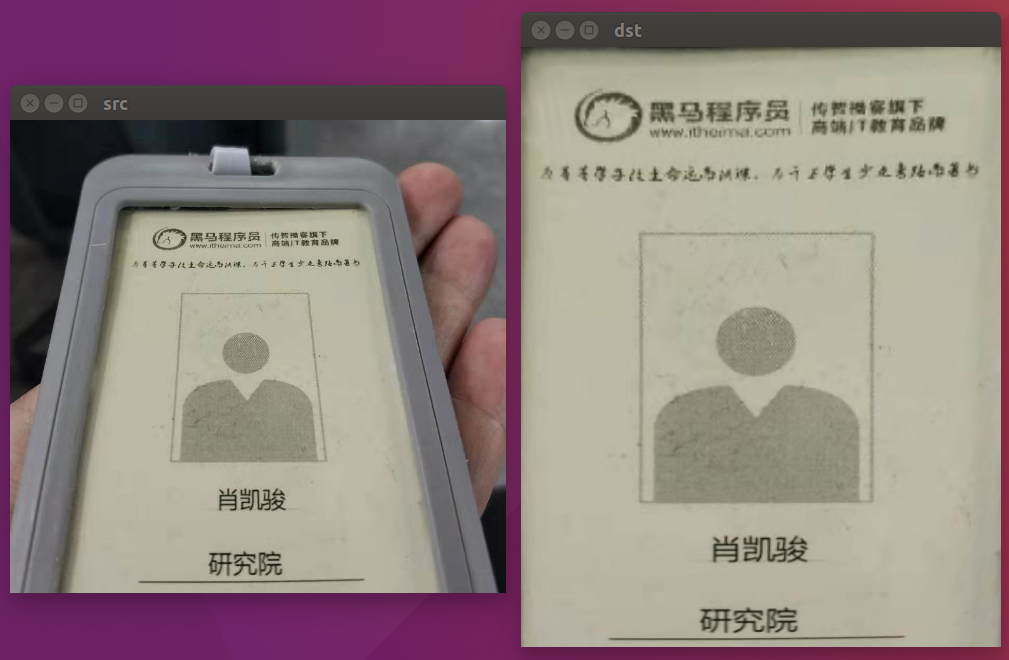 src
黑马程序员
传智播客旗下
www.itheima.com
高端IT教育品牌
肖凯骏
研究院
dst
黑马程序员
传智播客旗下
www.itheima.com
高端IT教育品牌
肖凯骏
研究院